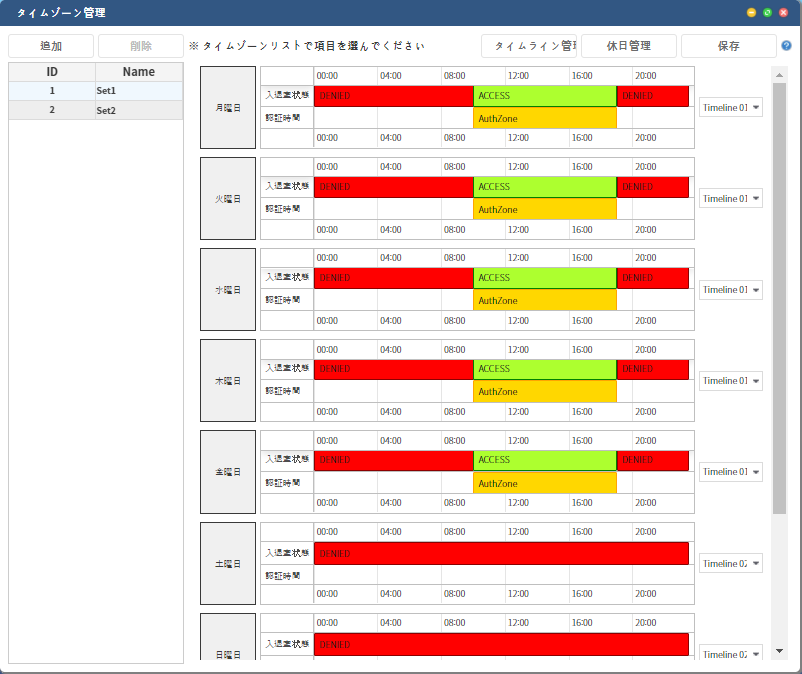 タイムゾーン管理
追加 削除 ※ タイムゾーンリストで項目を選んでください タイムライン管理 休日管理 保存
ID Name
1 Set1
2 Set2
月曜日
00:00 04:00 08:00 12:00 16:00 20:00
入退室状態 DENIED ACCESS DENIED
認証時間 AuthZone
00:00 04:00 08:00 12:00 16:00 20:00
Timeline 01
火曜日
00:00 04:00 08:00 12:00 16:00 20:00
入退室状態 DENIED ACCESS DENIED
認証時間 AuthZone
00:00 04:00 08:00 12:00 16:00 20:00
Timeline 01
水曜日
00:00 04:00 08:00 12:00 16:00 20:00
入退室状態 DENIED ACCESS DENIED
認証時間 AuthZone
00:00 04:00 08:00 12:00 16:00 20:00
Timeline 01
木曜日
00:00 04:00 08:00 12:00 16:00 20:00
入退室状態 DENIED ACCESS DENIED
認証時間 AuthZone
00:00 04:00 08:00 12:00 16:00 20:00
Timeline 01
金曜日
00:00 04:00 08:00 12:00 16:00 20:00
入退室状態 DENIED ACCESS DENIED
認証時間 AuthZone
00:00 04:00 08:00 12:00 16:00 20:00
Timeline 01
土曜日
00:00 04:00 08:00 12:00 16:00 20:00
入退室状態 DENIED
認証時間
00:00 04:00 08:00 12:00 16:00 20:00
Timeline 02
日曜日
00:00 04:00 08:00 12:00 16:00 20:00
入退室状態 DENIED
Timeline 02